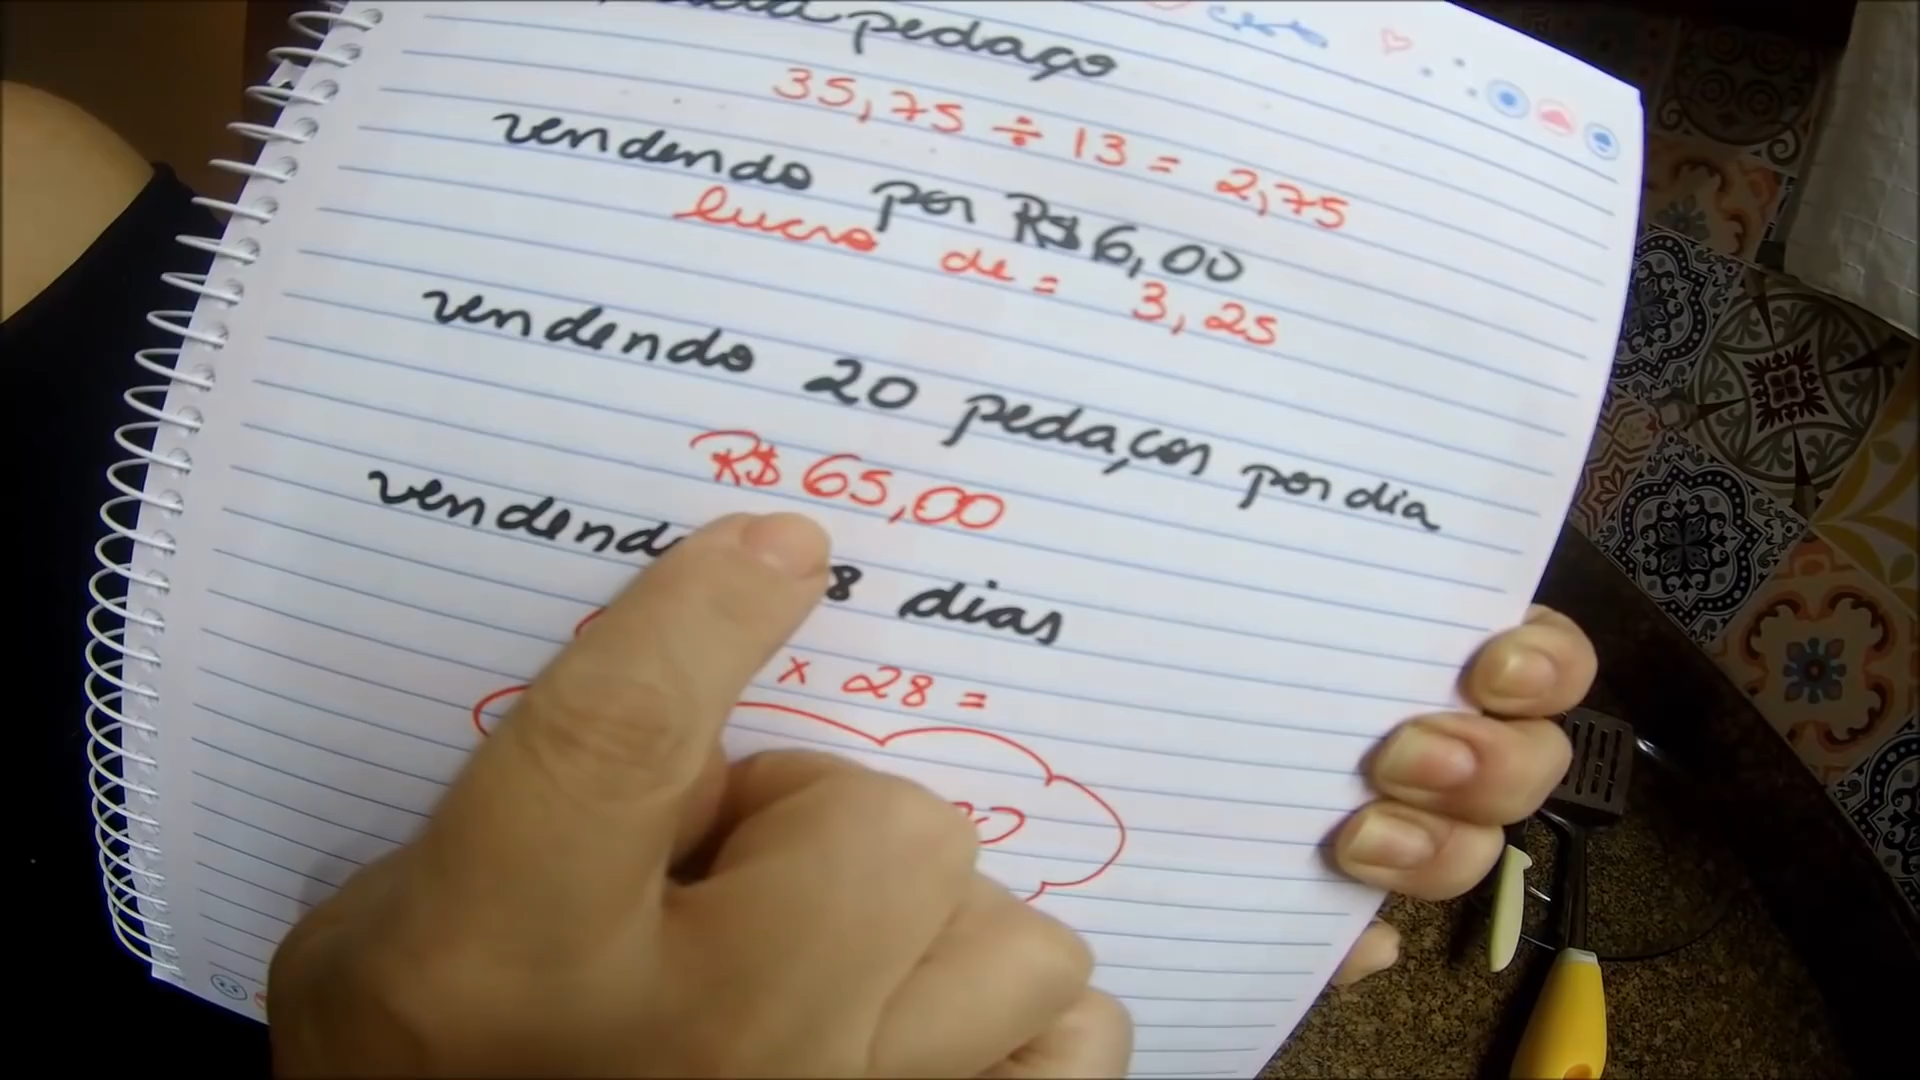 pedaço
35,75 ÷ 13 = 2,75
vendendo por R$ 6,00
lucro de = 3,25
vendendo 20 pedaços por dia
R$ 65,00
vendendo 8 dias
x 28 =